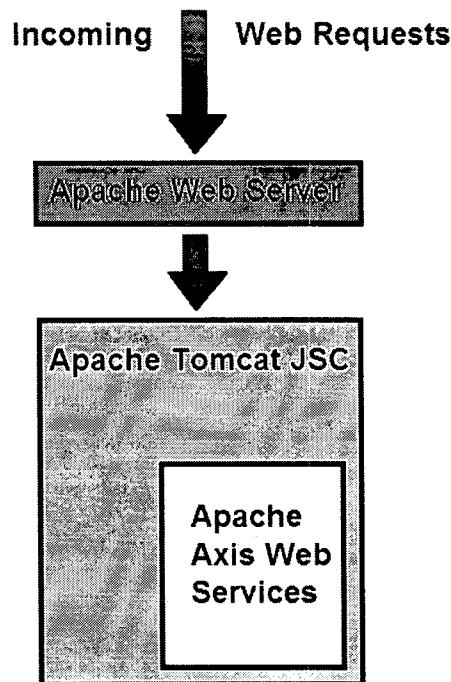 Incoming Web Requests
Apache Web Server
Apache Tomcat JSC
Apache
Axis Web
Services